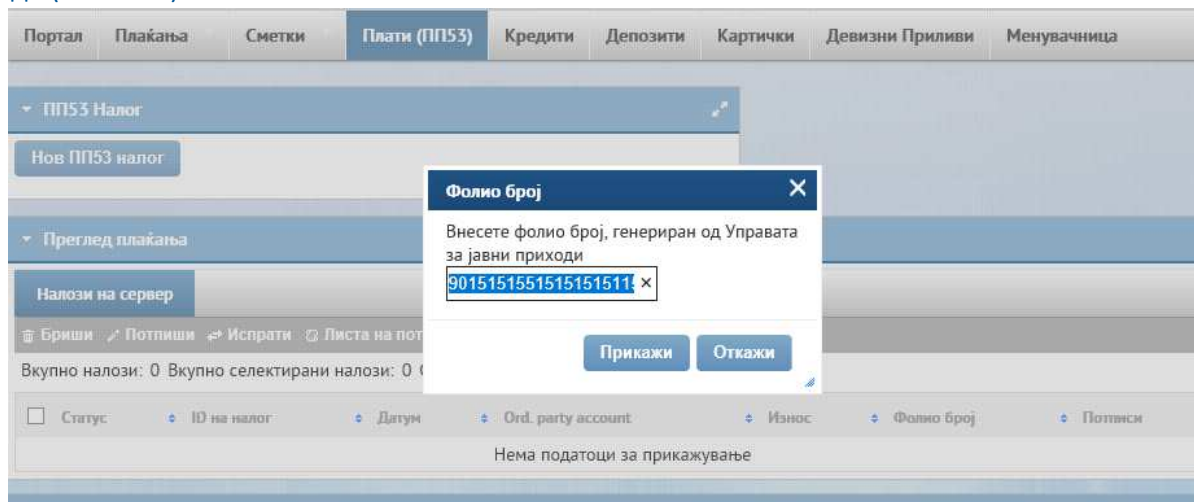 Портал Плаќања Сметки Плати (ПП53) Кредити Депозити Картички Девизни Приливи Менувачница
ПП53 Налог
Нов ПП53 налог
Фолио број
Внесете фолио број, генериран од Управата
за јавни приходи
Прикажи Откажи
Преглед плаќања
Налози на сервер
Бриши Потпиши Испрати Листа на пот
Вкупно налози: 0 Вкупно селектирани налози: 0
Статус ID на налог Датум Ord. party account Износ Фолио број Потписи
Нема податоци за прикажување